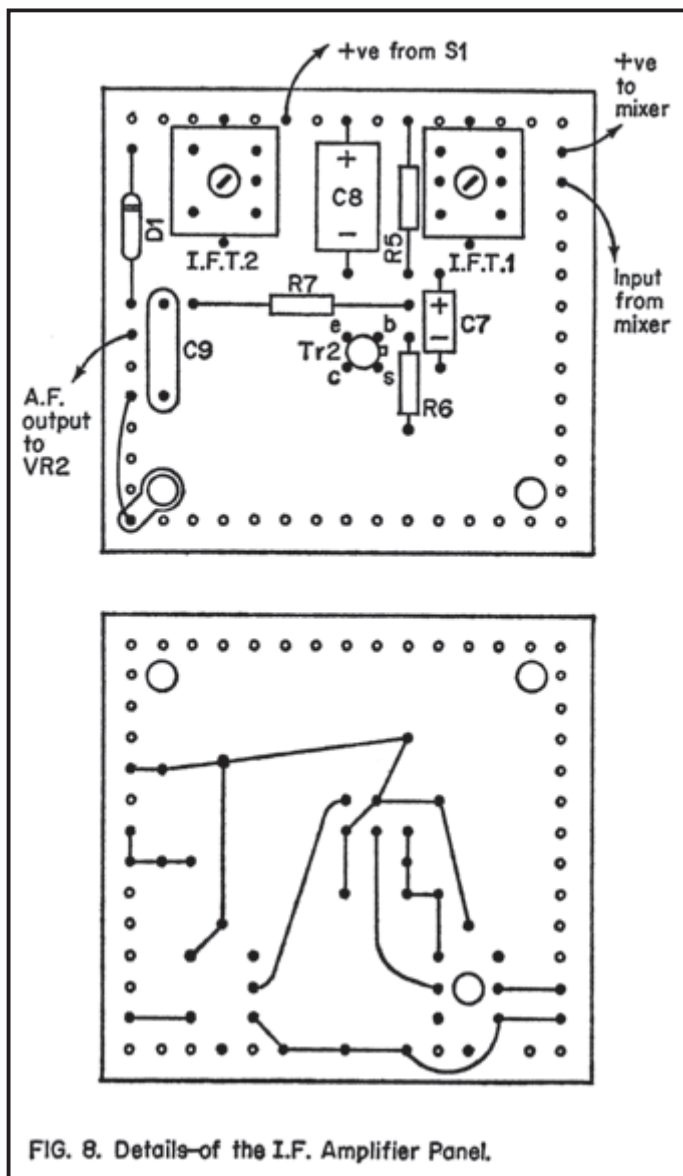 +ve from S1
+ve
to
mixer
+
C8
−
R5
D1
I.F.T.2
I.F.T.1
Input
from
mixer
R7
+
C7
−
e
b
Tr2
c
s
C9
R6
A.F.
output
to
VR2
FIG. 8. Details of the I.F. Amplifier Panel.